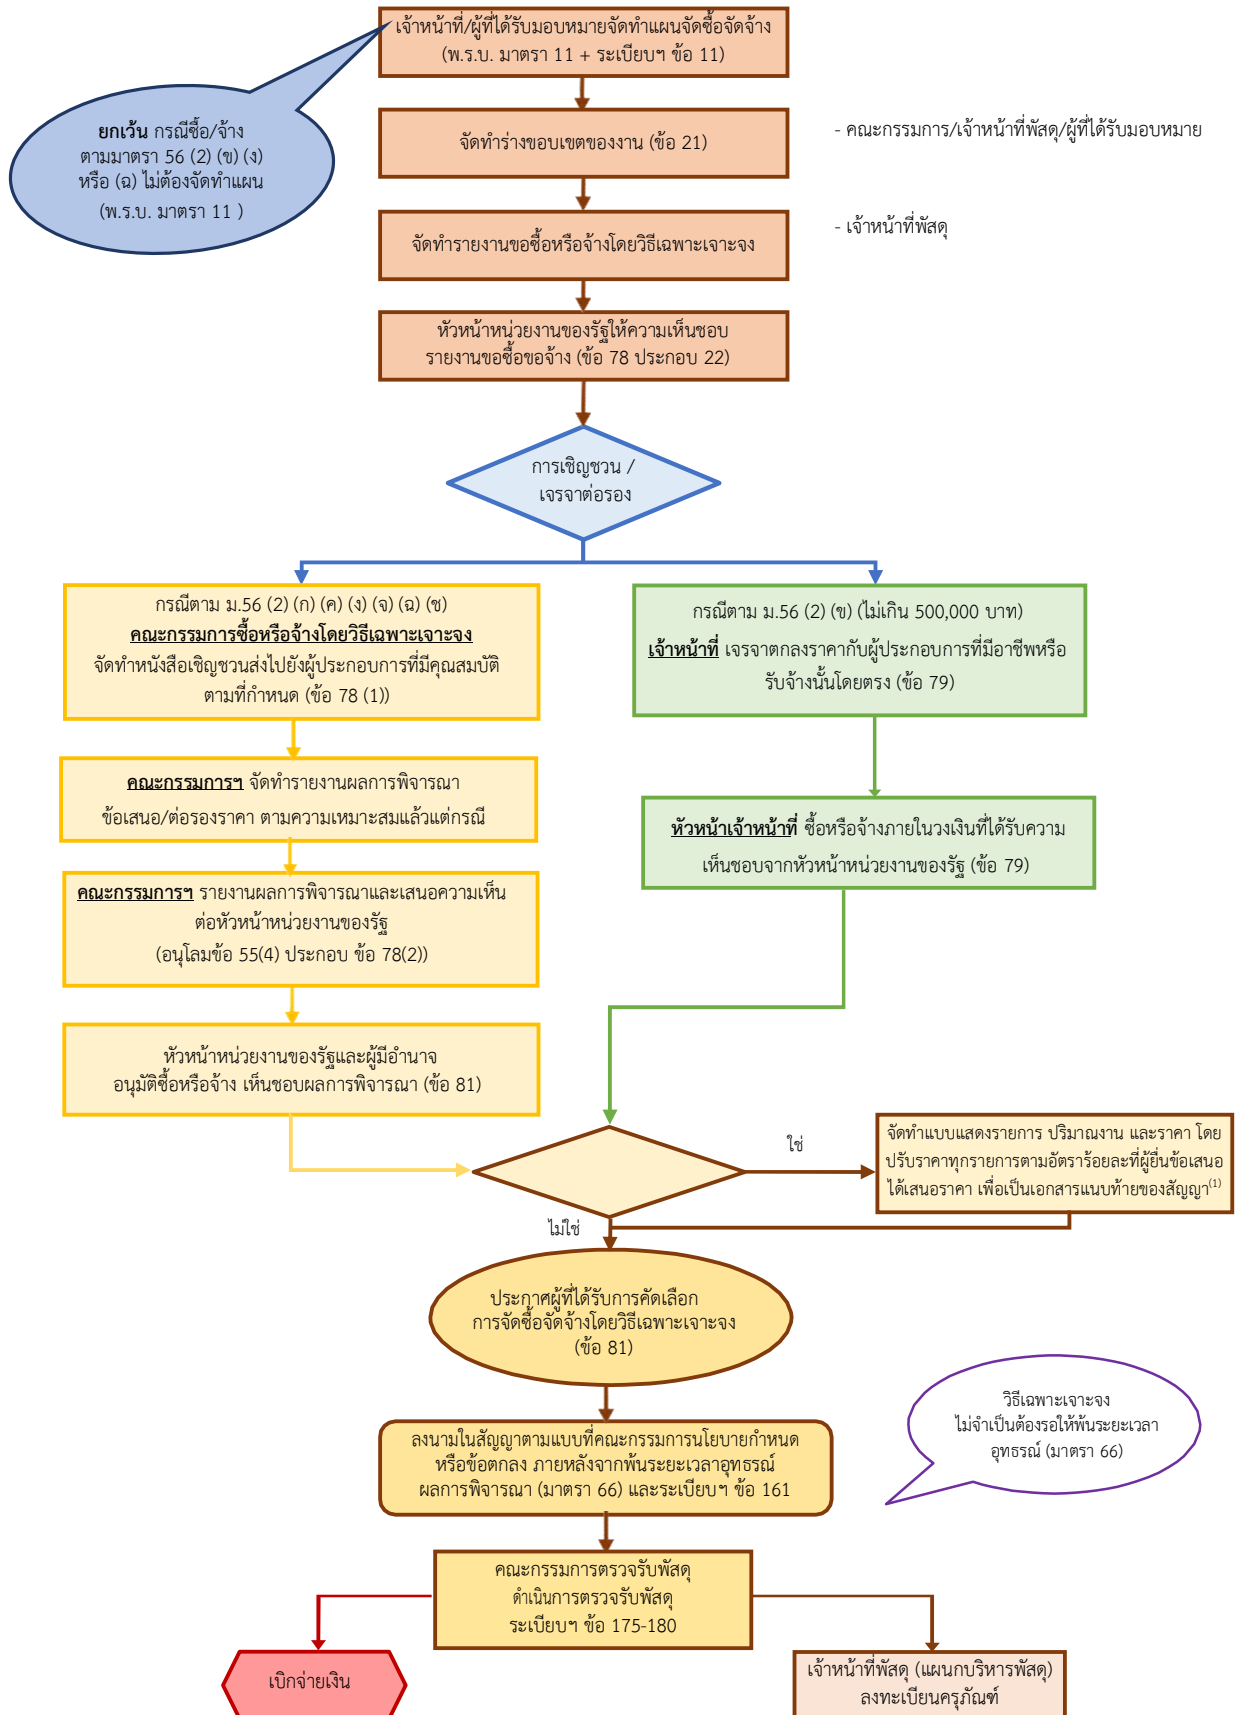 เจ้าหน้าที่/ผู้ที่ได้รับมอบหมายจัดทำแผนจัดซื้อจัดจ้าง
(พ.ร.บ. มาตรา 11 + ระเบียบฯ ข้อ 11)
ยกเว้น กรณีซื้อ/จ้าง
ตามมาตรา 56 (2) (ข) (ง)
หรือ (ฉ) ไม่ต้องจัดทำแผน
(พ.ร.บ. มาตรา 11 )
จัดทำร่างขอบเขตของงาน (ข้อ 21)
- คณะกรรมการ/เจ้าหน้าที่พัสดุ/ผู้ที่ได้รับมอบหมาย
จัดทำรายงานขอซื้อหรือจ้างโดยวิธีเฉพาะเจาะจง
- เจ้าหน้าที่พัสดุ
หัวหน้าหน่วยงานของรัฐให้ความเห็นชอบ
รายงานขอซื้อขอจ้าง (ข้อ 78 ประกอบ 22)
การเชิญชวน /
เจรจาต่อรอง
กรณีตาม ม.56 (2) (ก) (ค) (ง) (จ) (ฉ) (ช)
คณะกรรมการซื้อหรือจ้างโดยวิธีเฉพาะเจาะจง
จัดทำหนังสือเชิญชวนส่งไปยังผู้ประกอบการที่มีคุณสมบัติ
ตามที่กำหนด (ข้อ 78 (1))
กรณีตาม ม.56 (2) (ข) (ไม่เกิน 500,000 บาท)
เจ้าหน้าที่ เจรจาตกลงราคากับผู้ประกอบการที่มีอาชีพหรือ
รับจ้างนั้นโดยตรง (ข้อ 79)
คณะกรรมการฯ จัดทำรายงานผลการพิจารณา
ข้อเสนอ/ต่อรองราคา ตามความเหมาะสมแล้วแต่กรณี
หัวหน้าเจ้าหน้าที่ ซื้อหรือจ้างภายในวงเงินที่ได้รับความ
เห็นชอบจากหัวหน้าหน่วยงานของรัฐ (ข้อ 79)
คณะกรรมการฯ รายงานผลการพิจารณาและเสนอความเห็น
ต่อหัวหน้าหน่วยงานของรัฐ
(อนุโลมข้อ 55(4) ประกอบ ข้อ 78(2))
หัวหน้าหน่วยงานของรัฐและผู้มีอำนาจ
อนุมัติซื้อหรือจ้าง เห็นชอบผลการพิจารณา (ข้อ 81)
ใช่
จัดทำแบบแสดงรายการ ปริมาณงาน และราคา โดย
ปรับราคาทุกรายการตามอัตราร้อยละที่ผู้ยื่นข้อเสนอ
ได้เสนอราคา เพื่อเป็นเอกสารแนบท้ายของสัญญา(1)
ไม่ใช่
ประกาศผู้ที่ได้รับการคัดเลือก
การจัดซื้อจัดจ้างโดยวิธีเฉพาะเจาะจง
(ข้อ 81)
วิธีเฉพาะเจาะจง
ไม่จำเป็นต้องรอให้พ้นระยะเวลา
อุทธรณ์ (มาตรา 66)
ลงนามในสัญญาตามแบบที่คณะกรรมการนโยบายกำหนด
หรือข้อตกลง ภายหลังจากพ้นระยะเวลาอุทธรณ์
ผลการพิจารณา (มาตรา 66) และระเบียบฯ ข้อ 161
คณะกรรมการตรวจรับพัสดุ
ดำเนินการตรวจรับพัสดุ
ระเบียบฯ ข้อ 175-180
เบิกจ่ายเงิน
เจ้าหน้าที่พัสดุ (แผนกบริหารพัสดุ)
ลงทะเบียนครุภัณฑ์